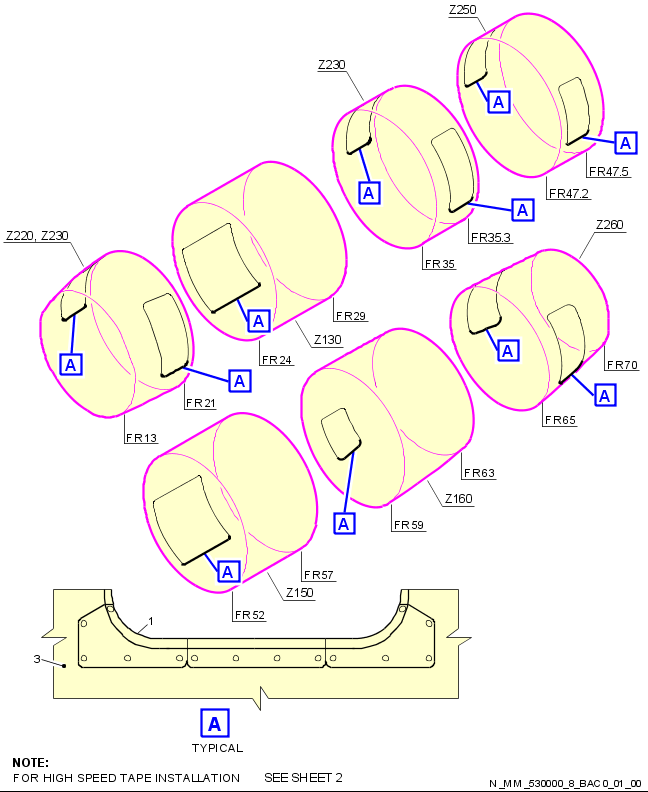 Z250
A
A
FR47.5
FR47.2
Z230
A
A
FR35.3
FR35
Z260
A
A
FR70
FR65
Z220, Z230
A
A
FR21
FR13
A
FR29
Z130
FR24
A
FR63
Z160
FR59
A
FR57
Z150
FR52
1
3
A
TYPICAL
NOTE:
FOR HIGH SPEED TAPE INSTALLATION SEE SHEET 2
N_MM_530000_8_BAC0_01_00